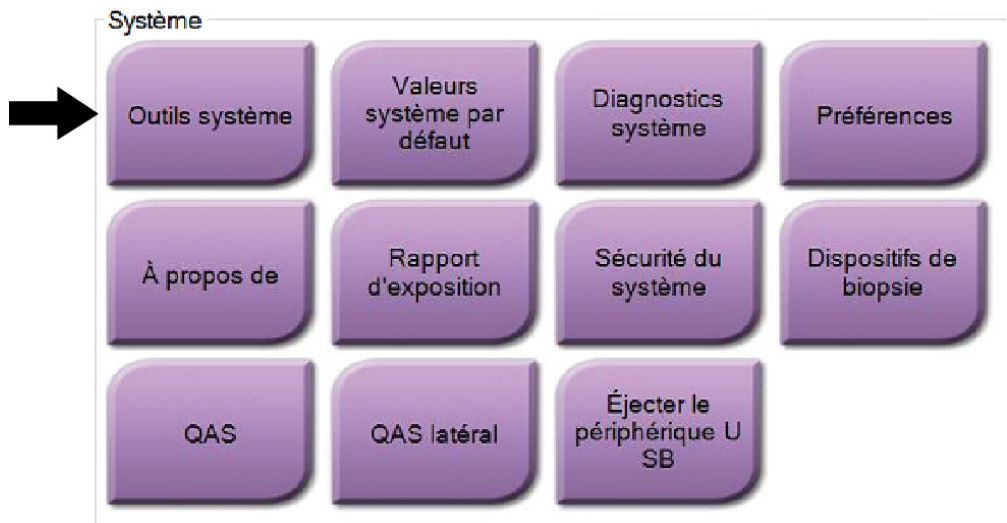 Système
Outils système
Valeurs
système par
défaut
Diagnostics
système
Préférences
À propos de
Rapport
d'exposition
Sécurité du
système
Dispositifs de
biopsie
QAS
QAS latéral
Éjecter le
périphérique U
SB